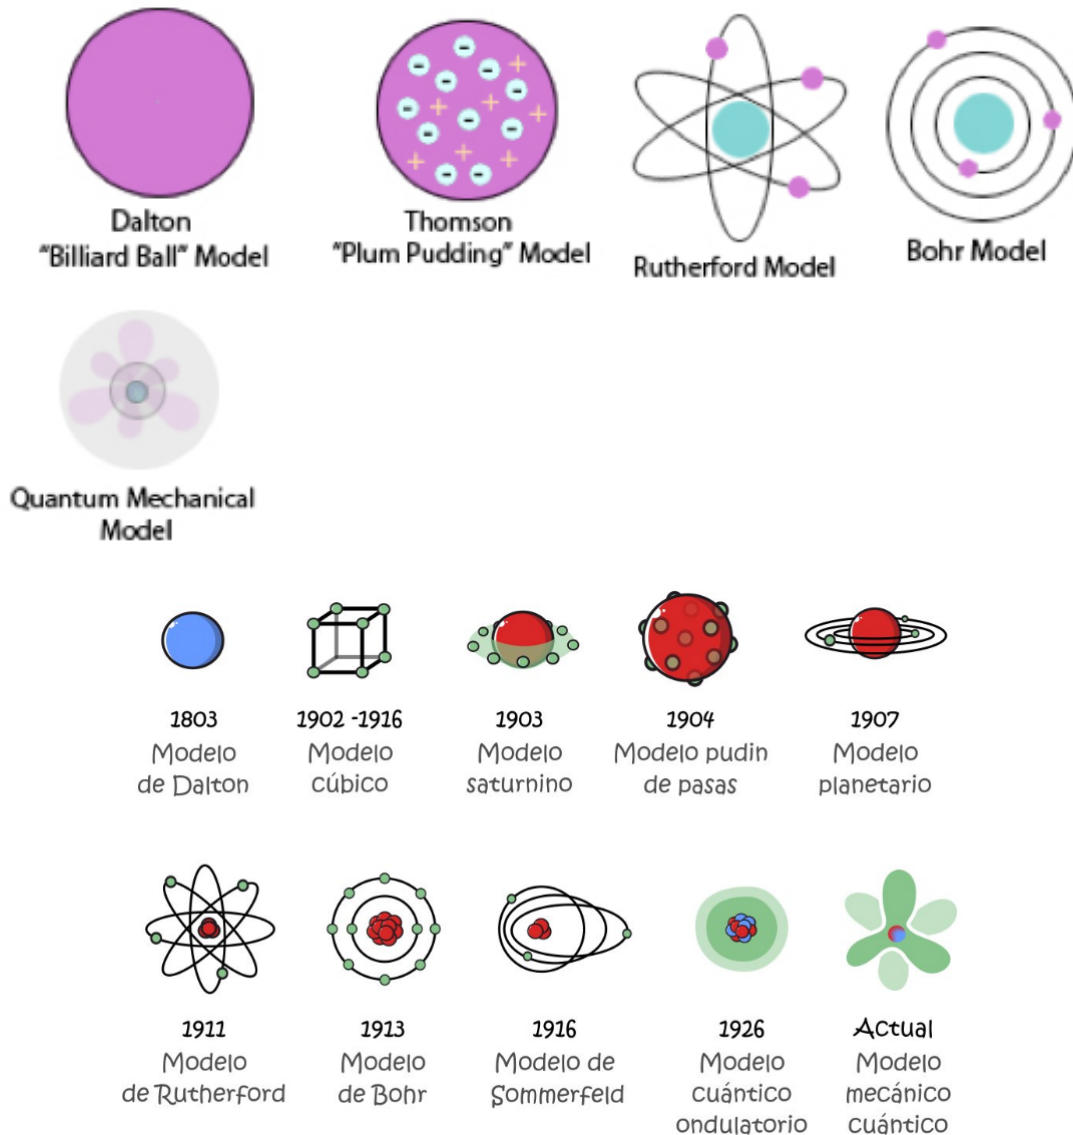 Dalton
"Billiard Ball" Model
Thomson
"Plum Pudding" Model
Rutherford Model
Bohr Model
Quantum Mechanical
Model
1803
Modelo
de Dalton
1902 -1916
Modelo
cúbico
1903
Modelo
saturnino
1904
Modelo pudin
de pasas
1907
Modelo
planetario
1911
Modelo
de Rutherford
1913
Modelo
de Bohr
1916
Modelo de
Sommerfeld
1926
Modelo
cuántico
ondulatorio
Actual
Modelo
mecánico
cuántico